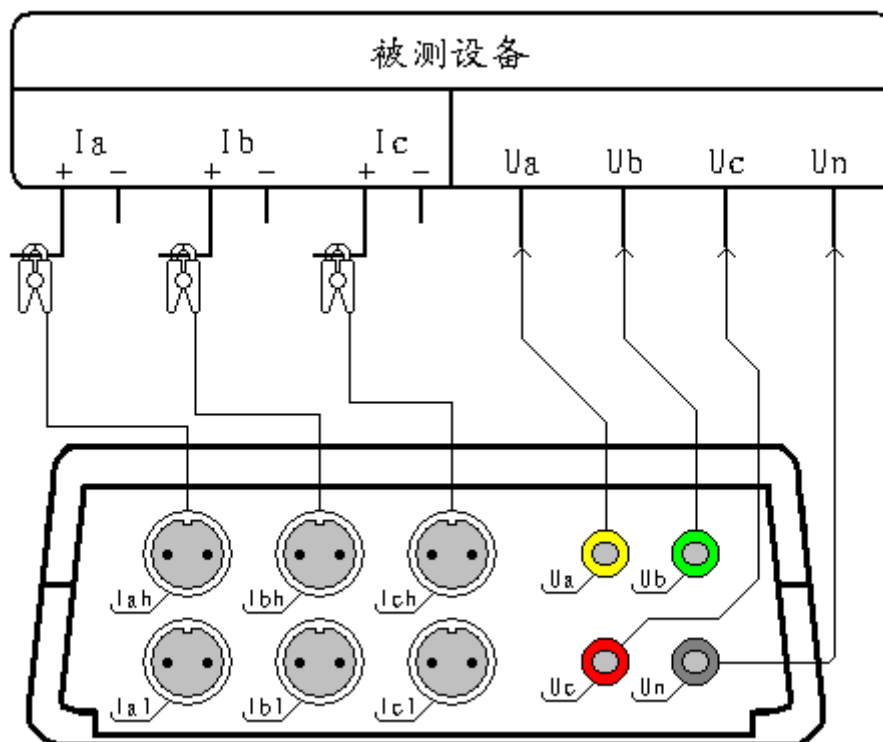 被测设备
Ia Ib Ic
+ - + - + -
Ua Ub Uc Un
Iah Ibh Ich Ua Ub
Ial Ibl Icl Uc Un